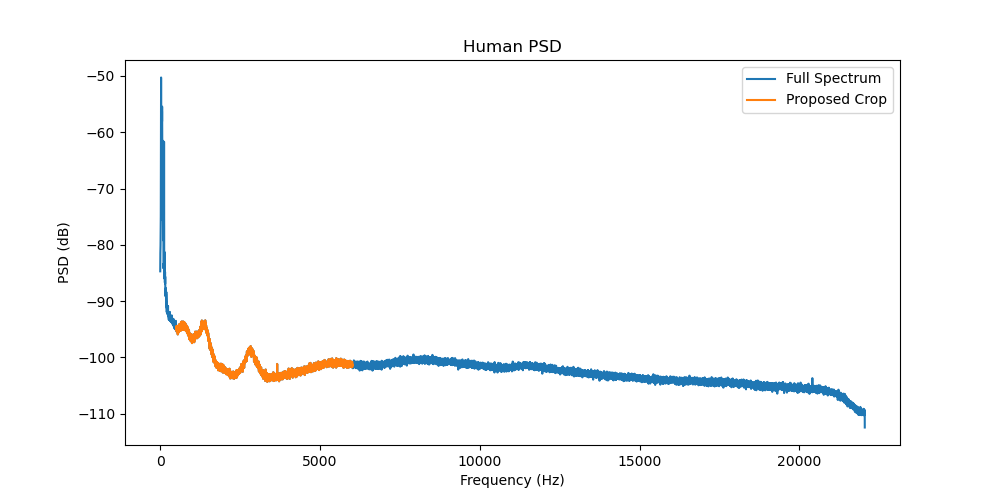 Human PSD
Full Spectrum
Proposed Crop
PSD (dB)
−50
−60
−70
−80
−90
−100
−110
0
5000
10000
15000
20000
Frequency (Hz)